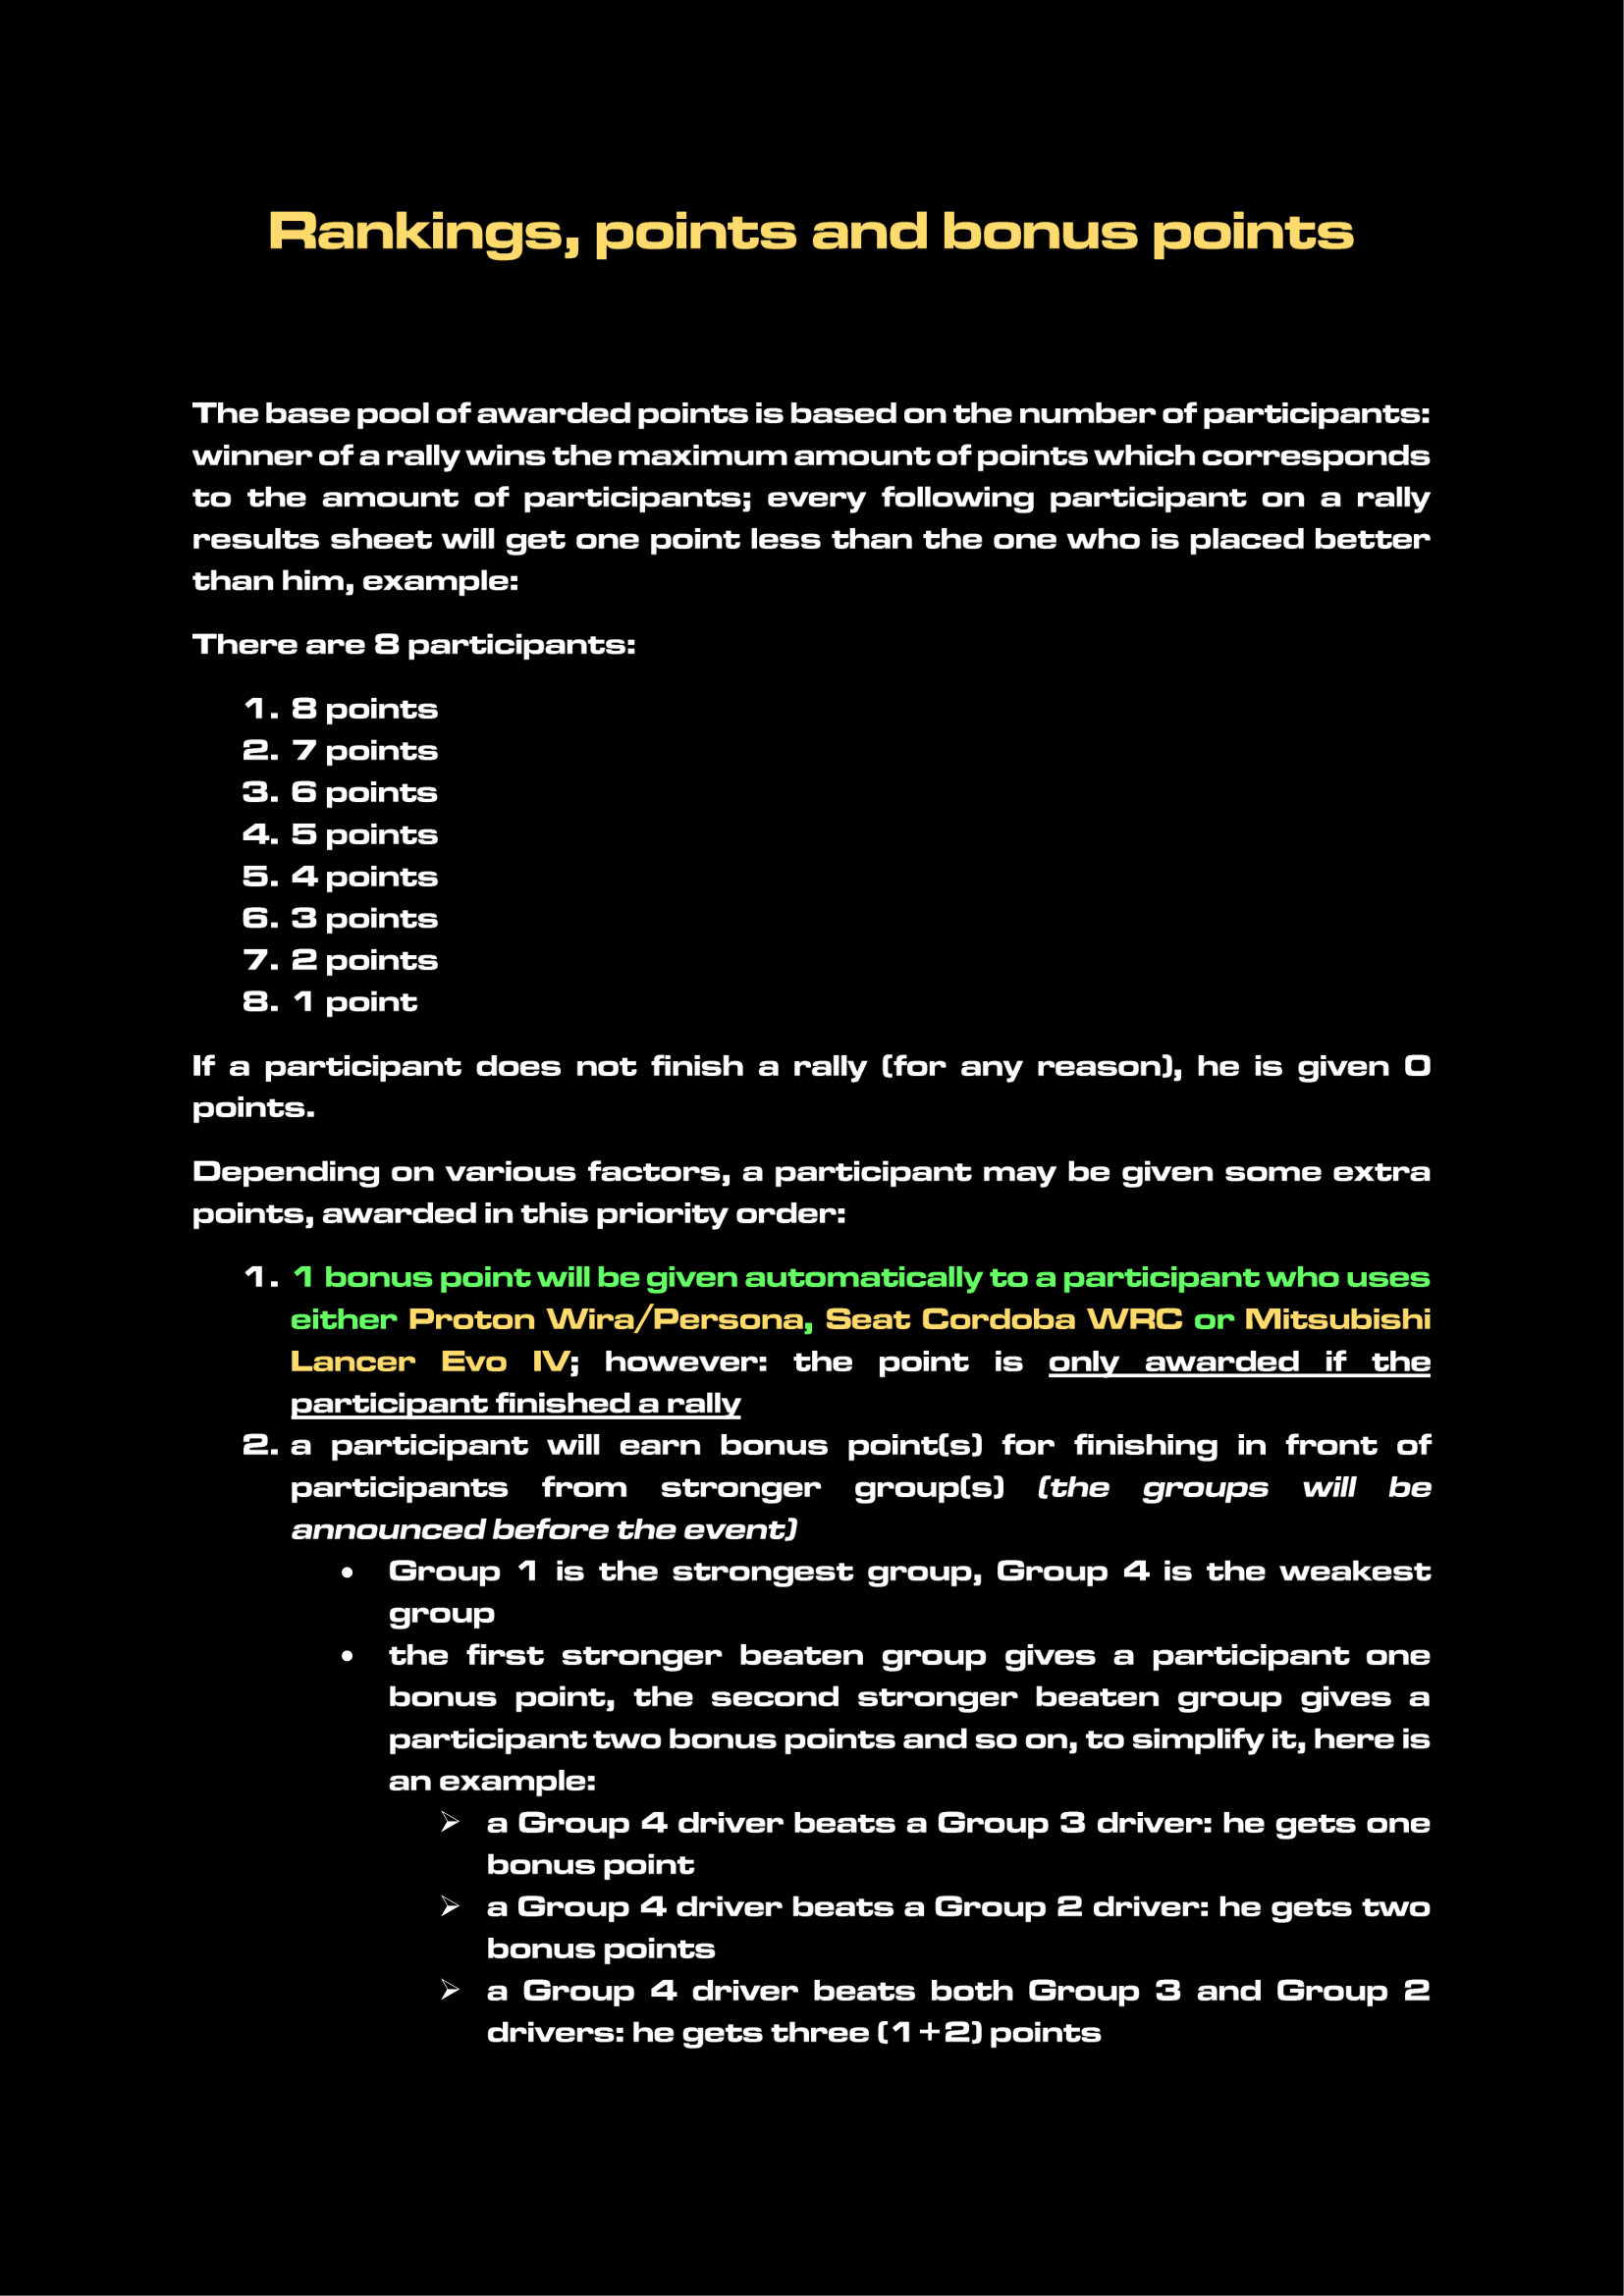 Rankings, points and bonus points
The base pool of awarded points is based on the number of participants:
winner of a rally wins the maximum amount of points which corresponds
to the amount of participants; every following participant on a rally
results sheet will get one point less than the one who is placed better
than him, example:
There are 8 participants:
1. 8 points
2. 7 points
3. 6 points
4. 5 points
5. 4 points
6. 3 points
7. 2 points
8. 1 point
If a participant does not finish a rally (for any reason), he is given 0
points.
Depending on various factors, a participant may be given some extra
points, awarded in this priority order:
1. 1 bonus point will be given automatically to a participant who uses
either Proton Wira/Persona, Seat Cordoba WRC or Mitsubishi
Lancer Evo IV; however: the point is only awarded if the
participant finished a rally
2. a participant will earn bonus point(s) for finishing in front of
participants from stronger group(s) (the groups will be
announced before the event)
• Group 1 is the strongest group, Group 4 is the weakest
group
• the first stronger beaten group gives a participant one
bonus point, the second stronger beaten group gives a
participant two bonus points and so on, to simplify it, here is
an example:
➢ a Group 4 driver beats a Group 3 driver: he gets one
bonus point
➢ a Group 4 driver beats a Group 2 driver: he gets two
bonus points
➢ a Group 4 driver beats both Group 3 and Group 2
drivers: he gets three (1+2) points